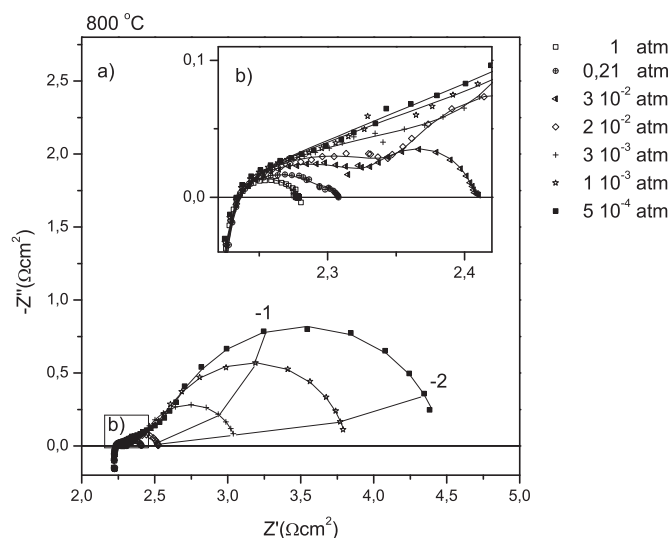 800 °C
a)
b)
0,1
0,0
2,3
2,4
1 atm
0,21 atm
3 10⁻² atm
2 10⁻² atm
3 10⁻³ atm
1 10⁻³ atm
5 10⁻⁴ atm
2,5
2,0
1,5
1,0
0,5
0,0
-Z''(Ωcm²)
-1
-2
b)
2,0
2,5
3,0
3,5
4,0
4,5
5,0
Z'(Ωcm²)